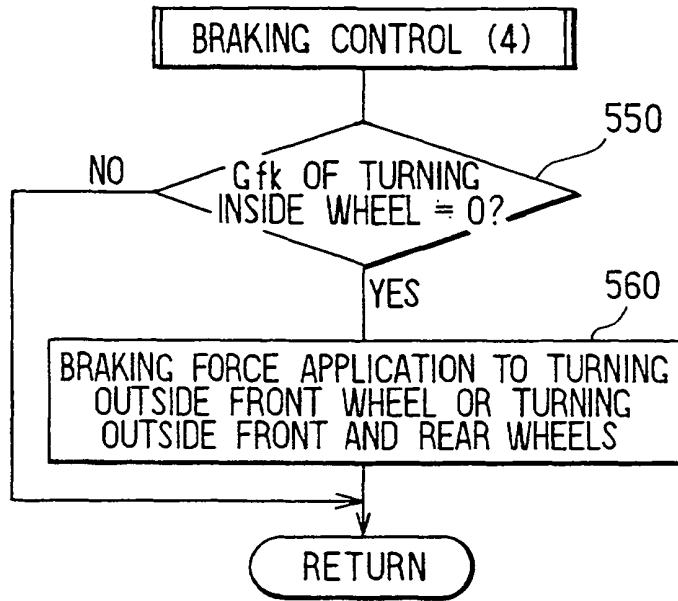 BRAKING CONTROL (4)
550
NO
Gfk OF TURNING
INSIDE WHEEL = 0?
YES
560
BRAKING FORCE APPLICATION TO TURNING
OUTSIDE FRONT WHEEL OR TURNING
OUTSIDE FRONT AND REAR WHEELS
RETURN